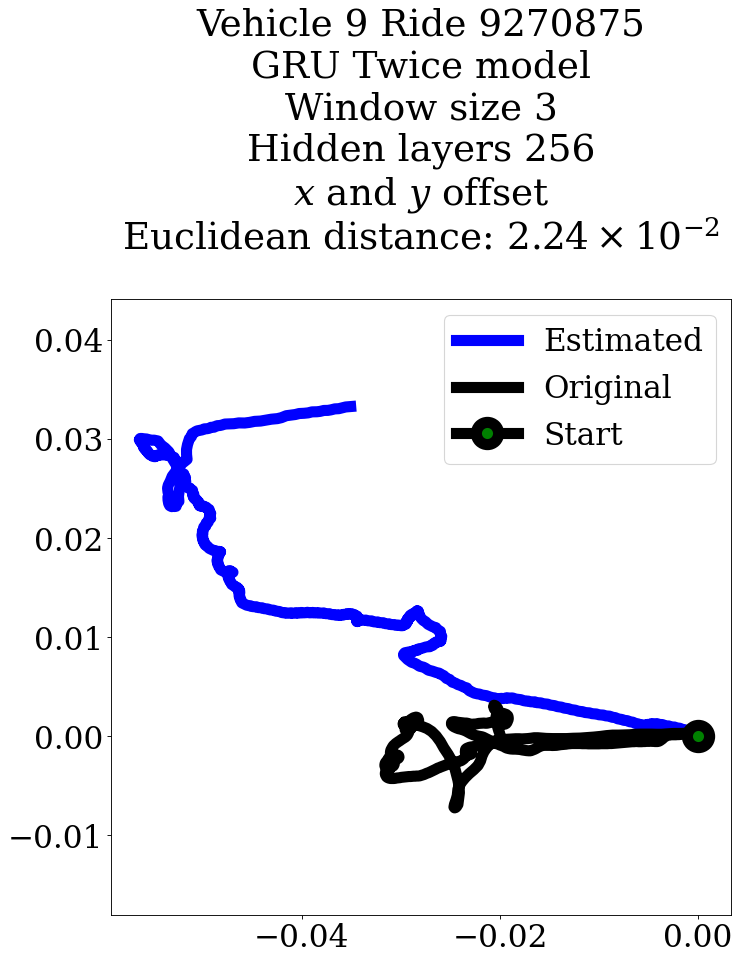 Vehicle 9 Ride 9270875
GRU Twice model
Window size 3
Hidden layers 256
x and y offset
Euclidean distance: 2.24 × 10⁻²
Estimated
Original
Start
0.04
0.03
0.02
0.01
0.00
−0.01
−0.04
−0.02
0.00